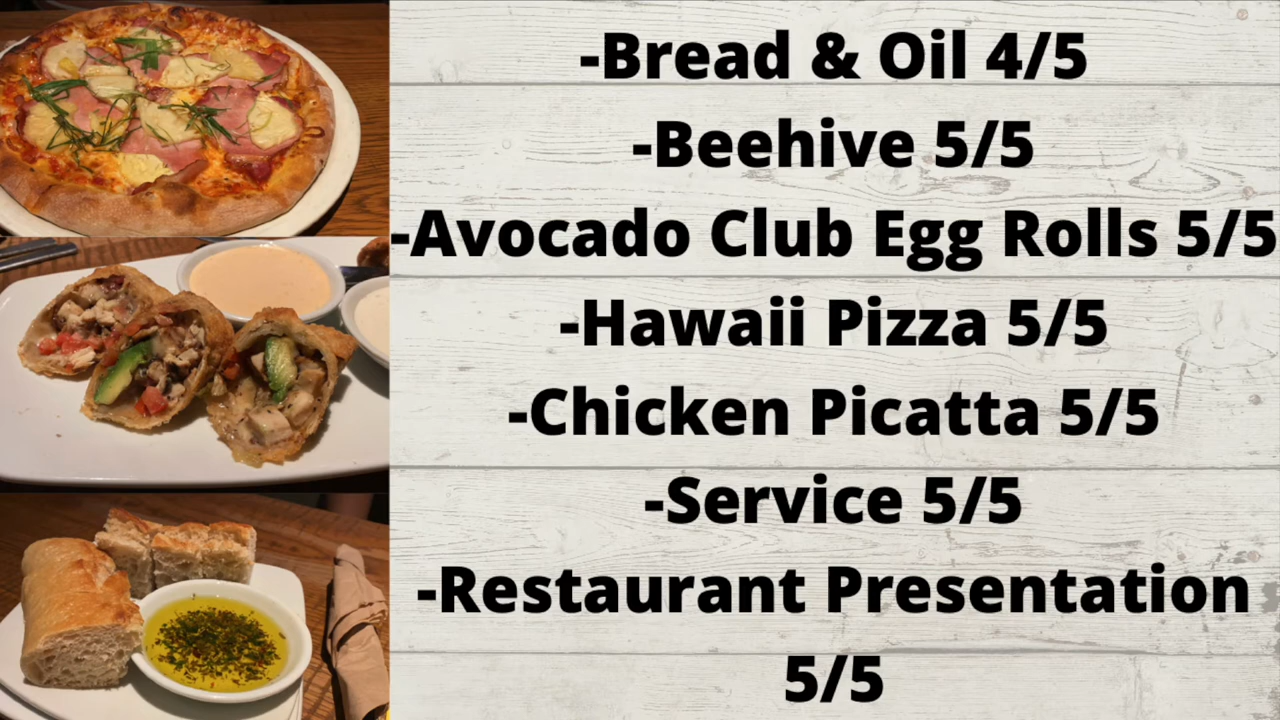 -Bread & Oil 4/5
-Beehive 5/5
-Avocado Club Egg Rolls 5/5
-Hawaii Pizza 5/5
-Chicken Picatta 5/5
-Service 5/5
-Restaurant Presentation
5/5